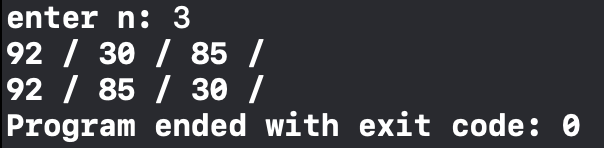 enter n: 3
92 / 30 / 85 /
92 / 85 / 30 /
Program ended with exit code: 0